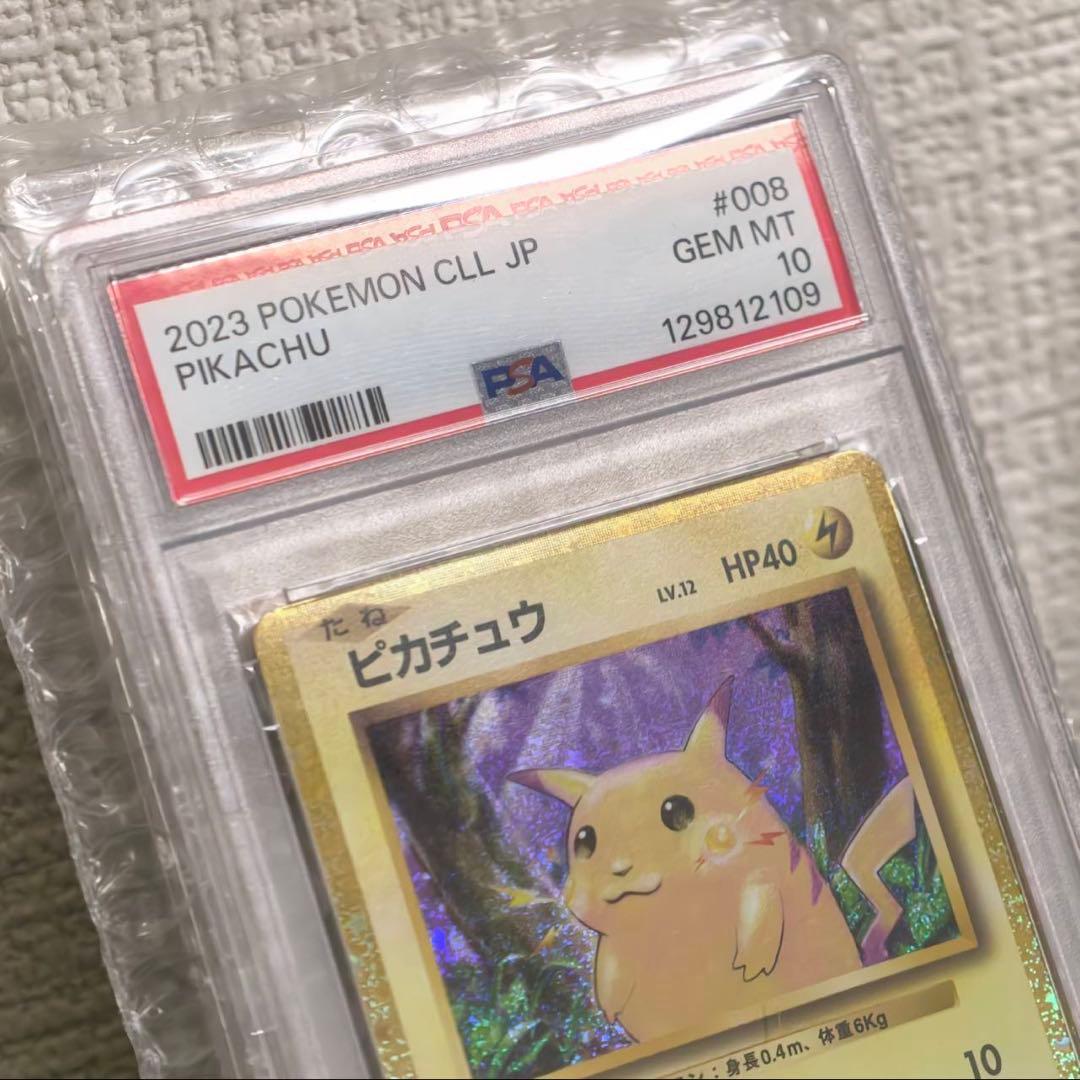 2023 POKEMON CLL JP
#008
PIKACHU
GEM MT
10
129812109
PSA
たね
ピカチュウ
LV.12
HP40
：身長0.4m、体重6Kg
10